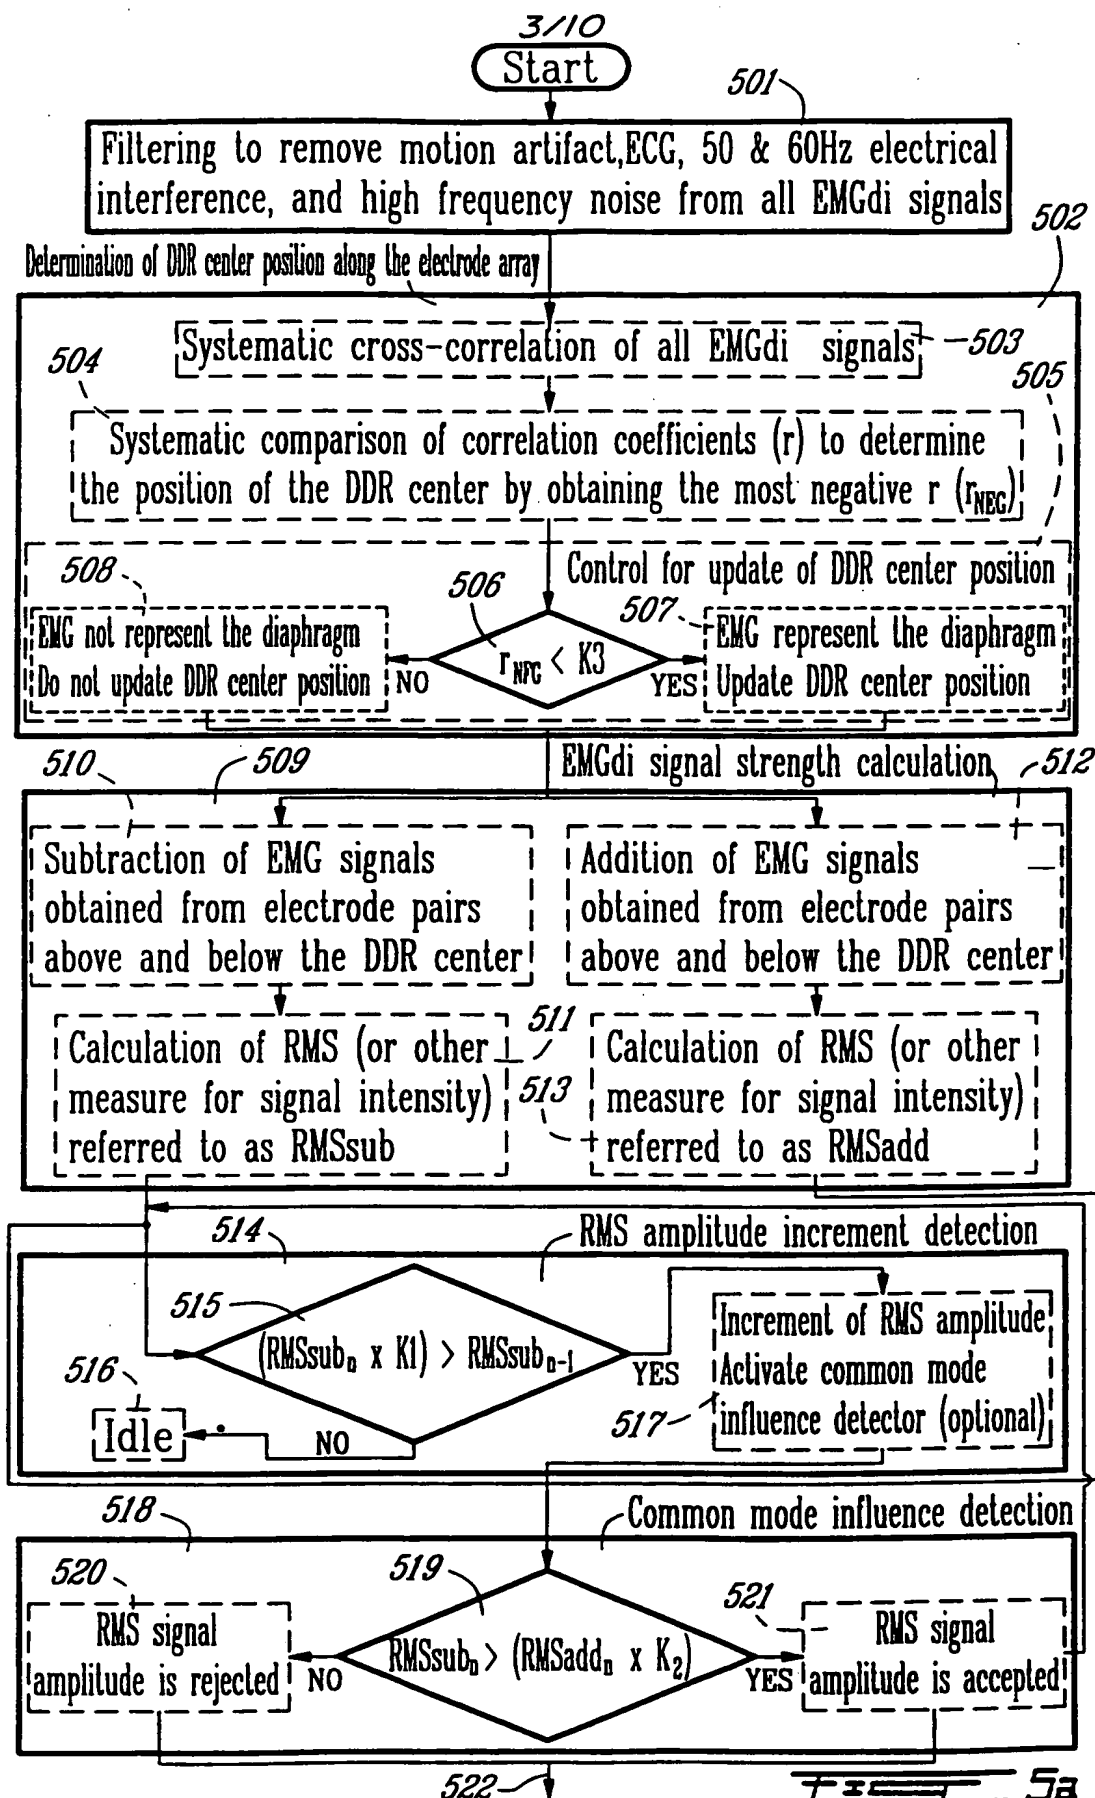 3/10
Start
501
Filtering to remove motion artifact,ECG, 50 & 60Hz electrical
interference, and high frequency noise from all EMGdi signals
502
Determination of DDR center position along the electrode array
Systematic cross-correlation of all EMGdi signals
503
504
505
Systematic comparison of correlation coefficients (r) to determine
the position of the DDR center by obtaining the most negative r (rNEG)
Control for update of DDR center position
508
506
507
EMG not represent the diaphragm
Do not update DDR center position
rNEG < K3
NO
YES
EMG represent the diaphragm
Update DDR center position
510
509
EMGdi signal strength calculation
512
Subtraction of EMG signals
obtained from electrode pairs
above and below the DDR center
Addition of EMG signals
obtained from electrode pairs
above and below the DDR center
511
Calculation of RMS (or other
measure for signal intensity)
referred to as RMSsub
513
Calculation of RMS (or other
measure for signal intensity)
referred to as RMSadd
514
RMS amplitude increment detection
515
(RMSsubn x K1) > RMSsubn-1
YES
516
Idle
NO
Increment of RMS amplitude
Activate common mode
influence detector (optional)
517
518
Common mode influence detection
520
519
521
RMS signal
amplitude is rejected
NO
RMSsubn > (RMSaddn x K2)
YES
RMS signal
amplitude is accepted
522
5a